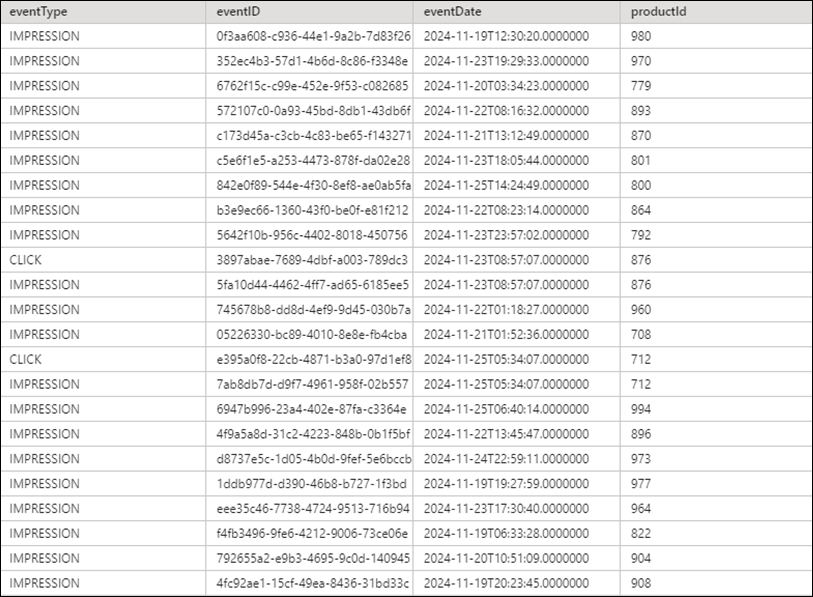 eventType eventID eventDate productId
IMPRESSION 0f3aa608-c936-44e1-9a2b-7d83f26 2024-11-19T12:30:20.0000000 980
IMPRESSION 352ec4b3-57d1-4b6d-8c86-f3348e 2024-11-23T19:29:33.0000000 970
IMPRESSION 6762f15c-c99e-452e-9f53-c082685 2024-11-20T03:34:23.0000000 779
IMPRESSION 572107c0-0a93-45bd-8db1-43db6f 2024-11-22T08:16:32.0000000 893
IMPRESSION c173d45a-c3cb-4c83-be65-f143271 2024-11-21T13:12:49.0000000 870
IMPRESSION c5e6f1e5-a253-4473-878f-da02e28 2024-11-23T18:05:44.0000000 801
IMPRESSION 842e0f89-544e-4f30-8ef8-ae0ab5fa 2024-11-25T14:24:49.0000000 800
IMPRESSION b3e9ec66-1360-43f0-be0f-e81f212 2024-11-22T08:23:14.0000000 864
IMPRESSION 5642f10b-956c-4402-8018-450756 2024-11-23T23:57:02.0000000 792
CLICK 3897abae-7689-4dbf-a003-789dc3 2024-11-23T08:57:07.0000000 876
IMPRESSION 5fa10d44-4462-4ff7-ad65-6185ee5 2024-11-23T08:57:07.0000000 876
IMPRESSION 745678b8-dd8d-4ef9-9d45-030b7a 2024-11-22T01:18:27.0000000 960
IMPRESSION 05226330-bc89-4010-8e8e-fb4cba 2024-11-21T01:52:36.0000000 708
CLICK e395a0f8-22cb-4871-b3a0-97d1ef8 2024-11-25T05:34:07.0000000 712
IMPRESSION 7ab8db7d-d9f7-4961-958f-02b557 2024-11-25T05:34:07.0000000 712
IMPRESSION 6947b996-23a4-402e-87fa-c3364e 2024-11-25T06:40:14.0000000 994
IMPRESSION 4f9a5a8d-31c2-4223-848b-0b1f5bf 2024-11-22T13:45:47.0000000 896
IMPRESSION d8737e5c-1d05-4b0d-9fef-5e6bccb 2024-11-24T22:59:11.0000000 973
IMPRESSION 1ddb977d-d390-46b8-b727-1f3bd 2024-11-19T19:27:59.0000000 977
IMPRESSION eee35c46-7738-4724-9513-716b94 2024-11-23T17:30:40.0000000 964
IMPRESSION f4fb3496-9fe6-4212-9006-73ce06e 2024-11-19T06:33:28.0000000 822
IMPRESSION 792655a2-e9b3-4695-9c0d-140945 2024-11-20T10:51:09.0000000 904
IMPRESSION 4fc92ae1-15cf-49ea-8436-31bd33c 2024-11-19T20:23:45.0000000 908